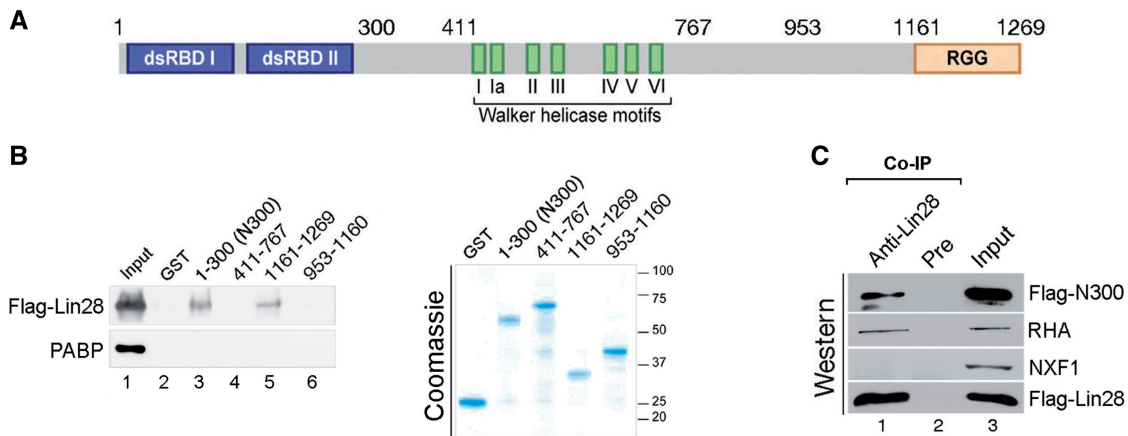 A
1 300 411 767 953 1161 1269
dsRBD I dsRBD II RGG
I Ia II III IV V VI
Walker helicase motifs
B
Input GST 1-300 (N300) 411-767 1161-1269 953-1160
Flag-Lin28
PABP
1 2 3 4 5 6
GST 1-300 (N300) 411-767 1161-1269 953-1160
Coomassie
100
75
50
37
25
20
C
Co-IP
Anti-Lin28 Pre Input
Western
Flag-N300
RHA
NXF1
Flag-Lin28
1 2 3